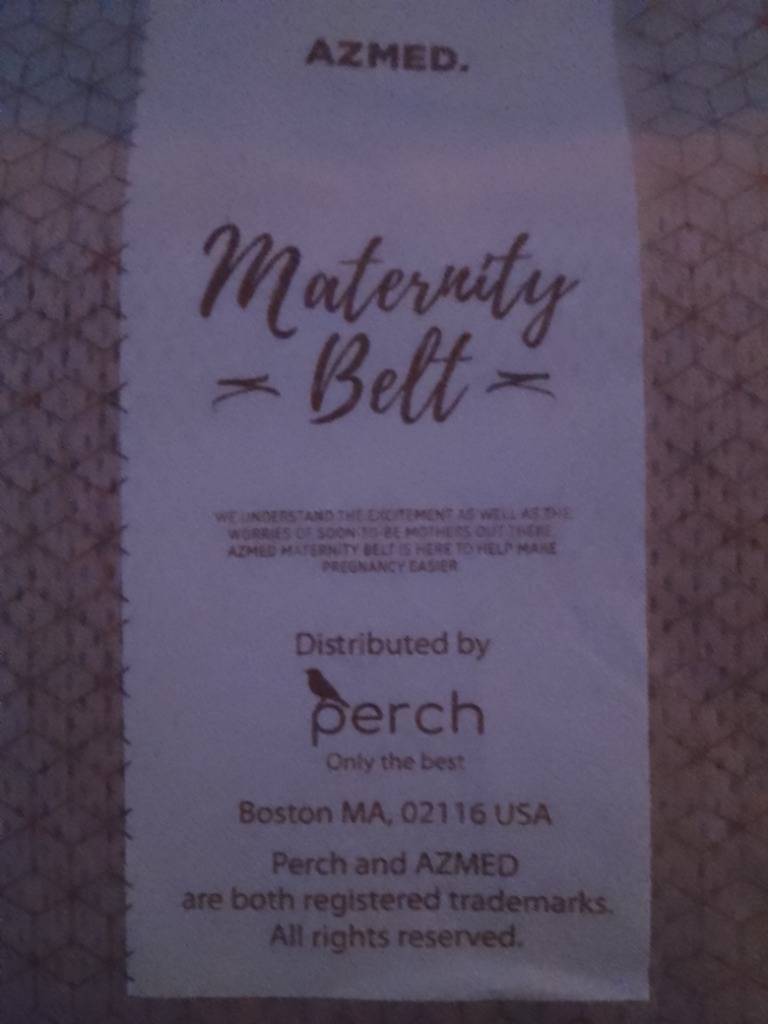 AZMED.
Maternity
Belt
WE UNDERSTAND THE EXCITEMENT AS WELL AS THE
WORRIES OF SOON-TO-BE MOTHERS OUT THERE.
AZMED MATERNITY BELT IS HERE TO HELP MAKE
PREGNANCY EASIER
Distributed by
perch
Only the best
Boston MA, 02116 USA
Perch and AZMED
are both registered trademarks.
All rights reserved.